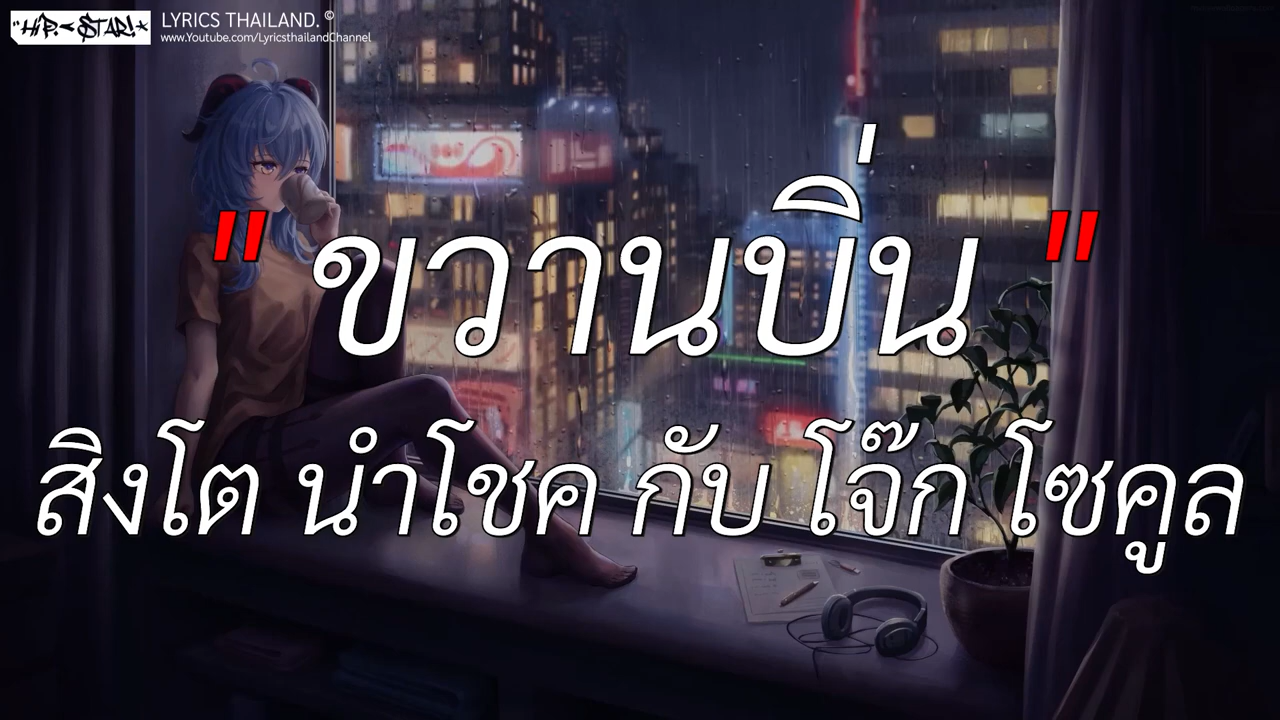 "HIP.< STAR!★
LYRICS THAILAND. ©
www.Youtube.com/LyricsthailandChannel
" ขวานบิ่น "
สิงโต นำโชค กับ โจ๊ก โซคูล